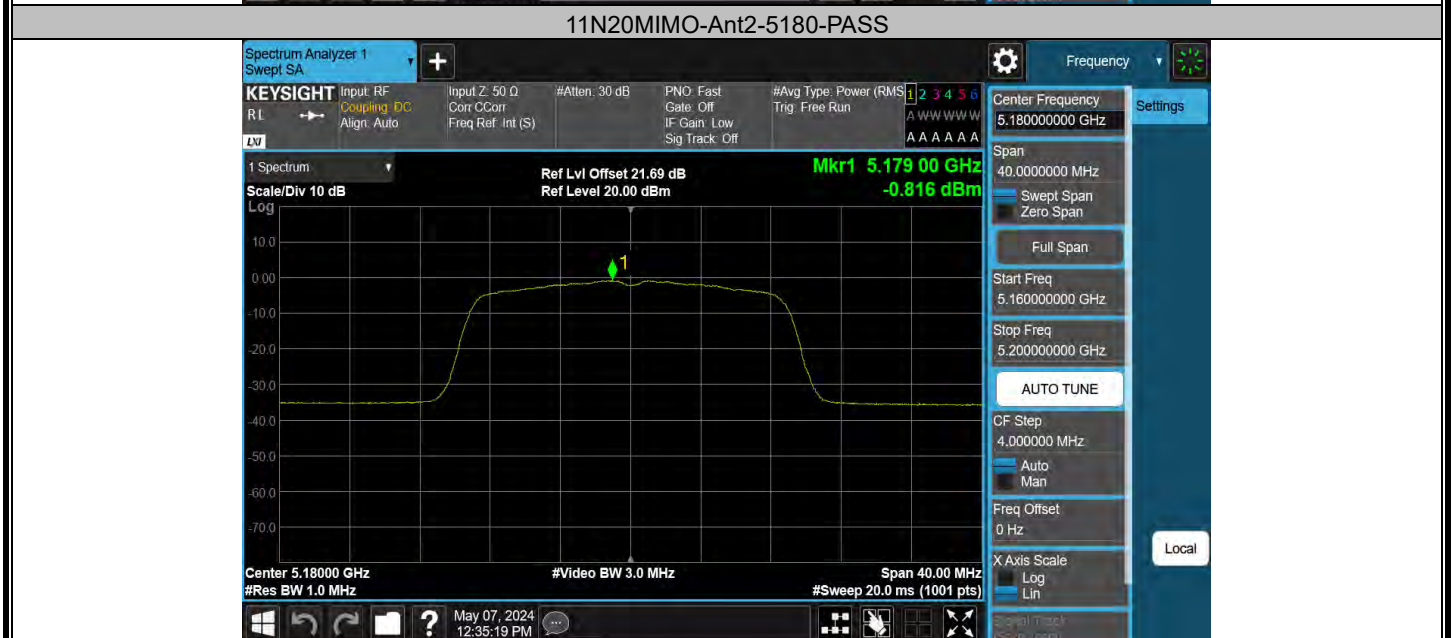 11N20MIMO-Ant2-5180-PASS
Spectrum Analyzer 1
Swept SA
+
Frequency
KEYSIGHT
RL
LXI
Input: RF
Coupling: DC
Align: Auto
Input Z: 50 Ω
Corr CCorr
Freq Ref: Int (S)
#Atten: 30 dB
PNO: Fast
Gate: Off
IF Gain: Low
Sig Track: Off
#Avg Type: Power (RMS
Trig: Free Run
1 2 3 4 5 6
A W W W W W
A A A A A A
Center Frequency
5.180000000 GHz
Settings
1 Spectrum
Scale/Div 10 dB
Log
Ref Lvl Offset 21.69 dB
Ref Level 20.00 dBm
Mkr1 5.179 00 GHz
-0.816 dBm
Span
40.0000000 MHz
Swept Span
Zero Span
Full Span
Start Freq
5.160000000 GHz
Stop Freq
5.200000000 GHz
AUTO TUNE
CF Step
4.000000 MHz
Auto
Man
Freq Offset
0 Hz
X Axis Scale
Log
Lin
Local
10.0
0.00
-10.0
-20.0
-30.0
-40.0
-50.0
-60.0
-70.0
1
Center 5.18000 GHz
#Res BW 1.0 MHz
#Video BW 3.0 MHz
Span 40.00 MHz
#Sweep 20.0 ms (1001 pts)
?
May 07, 2024
12:35:19 PM
Signal Track